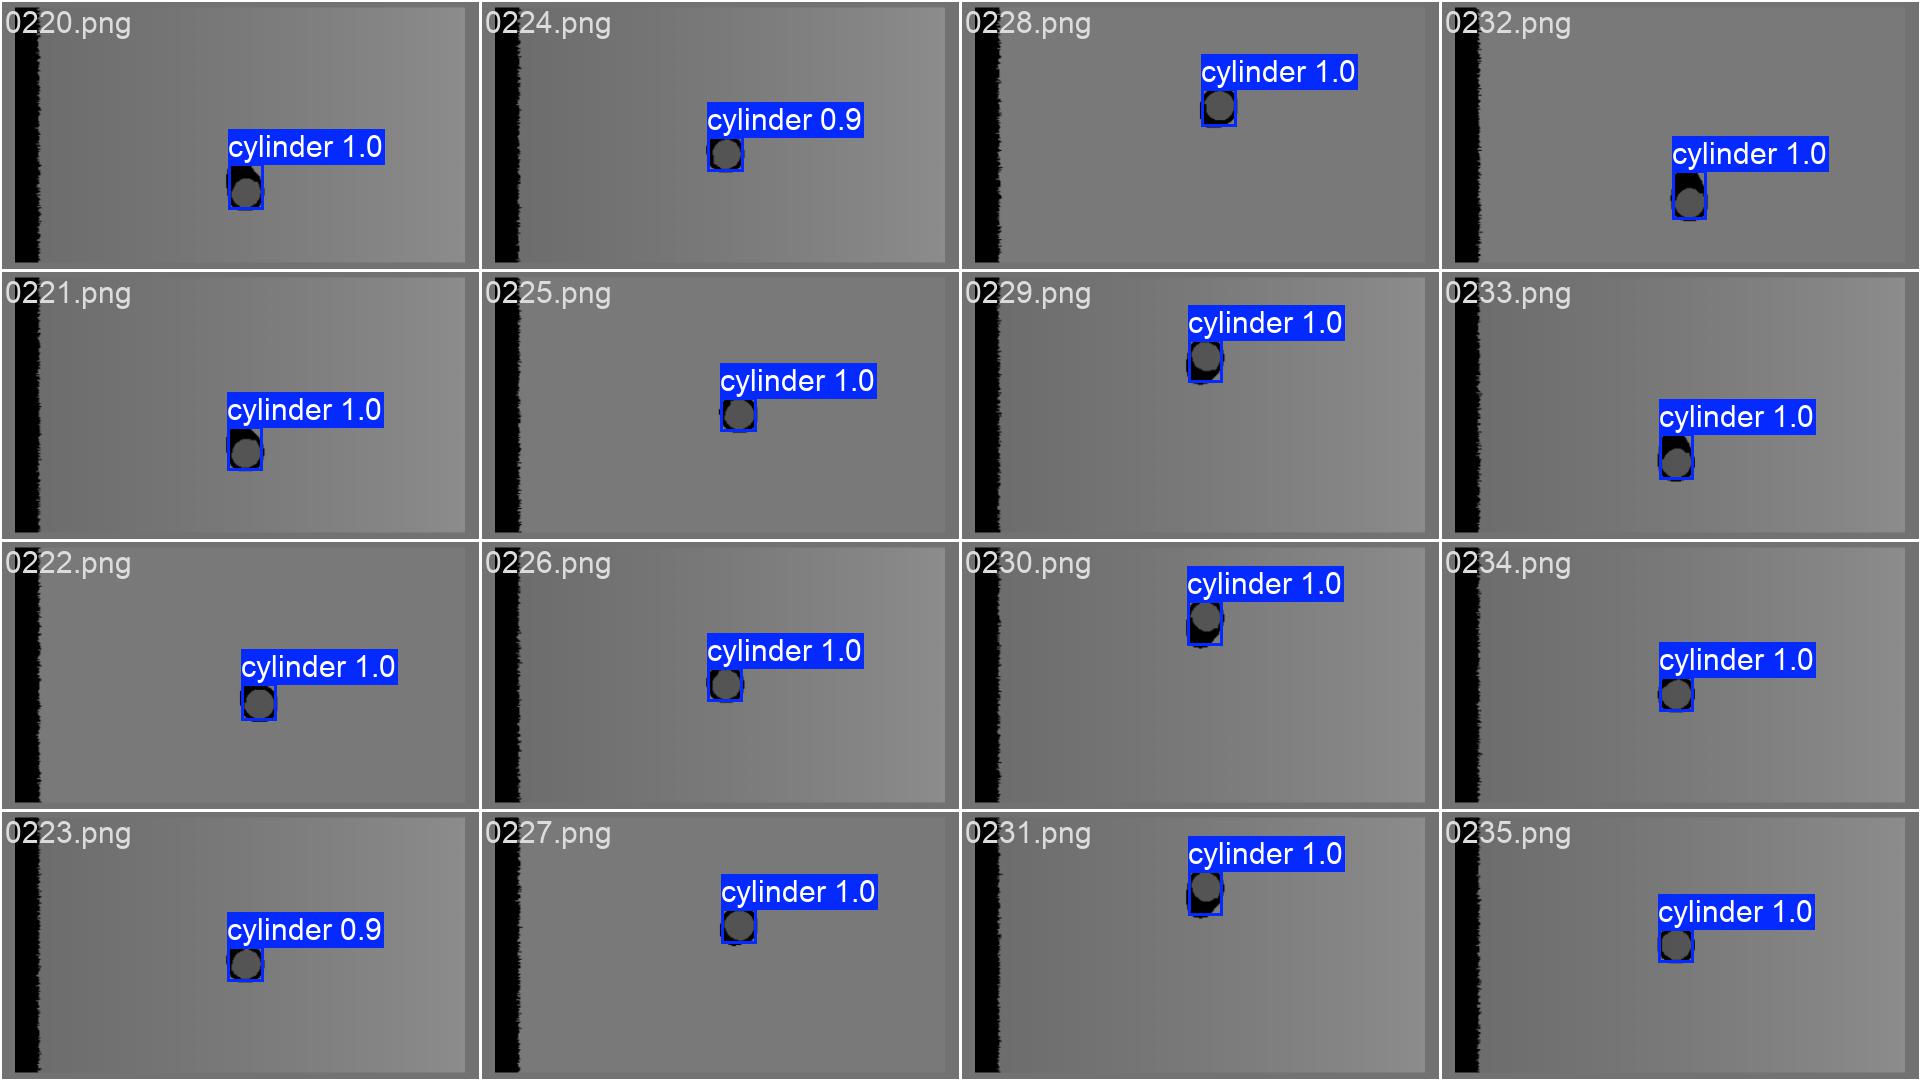 0220.png
cylinder 1.0
0224.png
cylinder 0.9
0228.png
cylinder 1.0
0232.png
cylinder 1.0
0221.png
cylinder 1.0
0225.png
cylinder 1.0
0229.png
cylinder 1.0
0233.png
cylinder 1.0
0222.png
cylinder 1.0
0226.png
cylinder 1.0
0230.png
cylinder 1.0
0234.png
cylinder 1.0
0223.png
cylinder 0.9
0227.png
cylinder 1.0
0231.png
cylinder 1.0
0235.png
cylinder 1.0